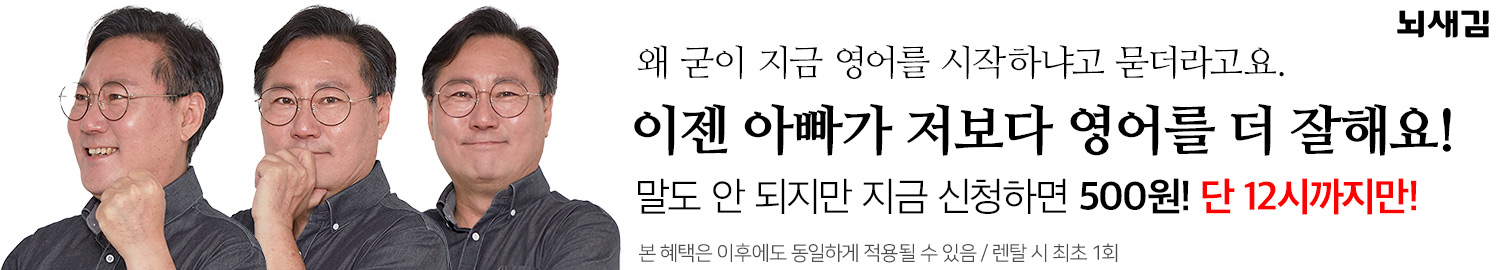 뇌새김
왜 굳이 지금 영어를 시작하냐고 묻더라고요.
이젠 아빠가 저보다 영어를 더 잘해요!
말도 안 되지만 지금 신청하면 500원! 단 12시까지만!
본 혜택은 이후에도 동일하게 적용될 수 있음 / 렌탈 시 최초 1회